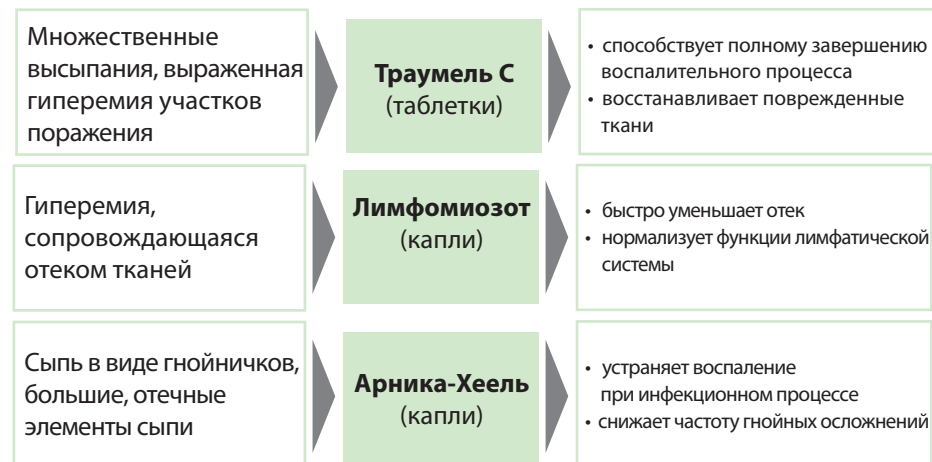 Множественные
высыпания, выраженная
гиперемия участков
поражения
Траумель С
(таблетки)
• способствует полному завершению
воспалительного процесса
• восстанавливает поврежденные
ткани
Гиперемия,
сопровождающаяся
отеком тканей
Лимфомиозот
(капли)
• быстро уменьшает отек
• нормализует функции лимфатической
системы
Сыпь в виде гнойничков,
большие, отечные
элементы сыпи
Арника-Хеель
(капли)
• устраняет воспаление
при инфекционном процессе
• снижает частоту гнойных осложнений